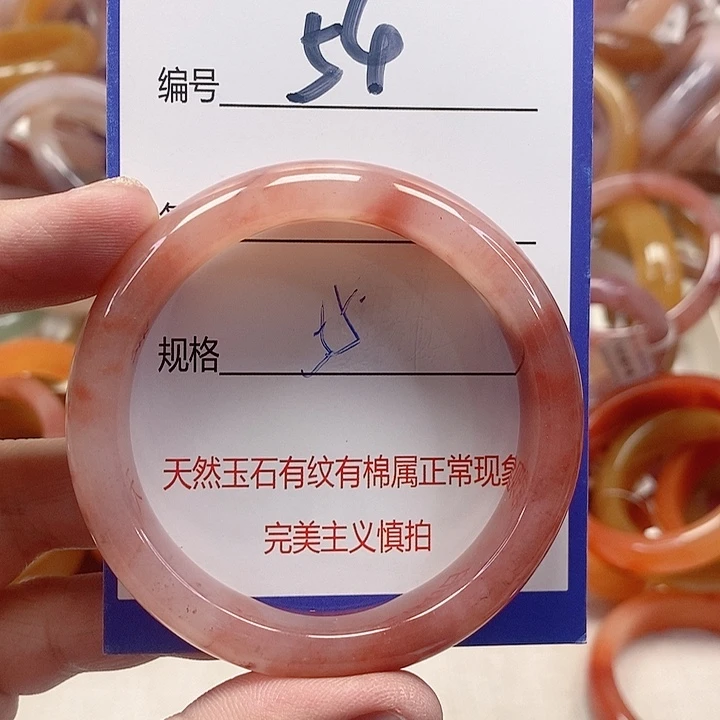 编号 54
规格
天然玉石有纹有棉属正常现象
完美主义慎拍